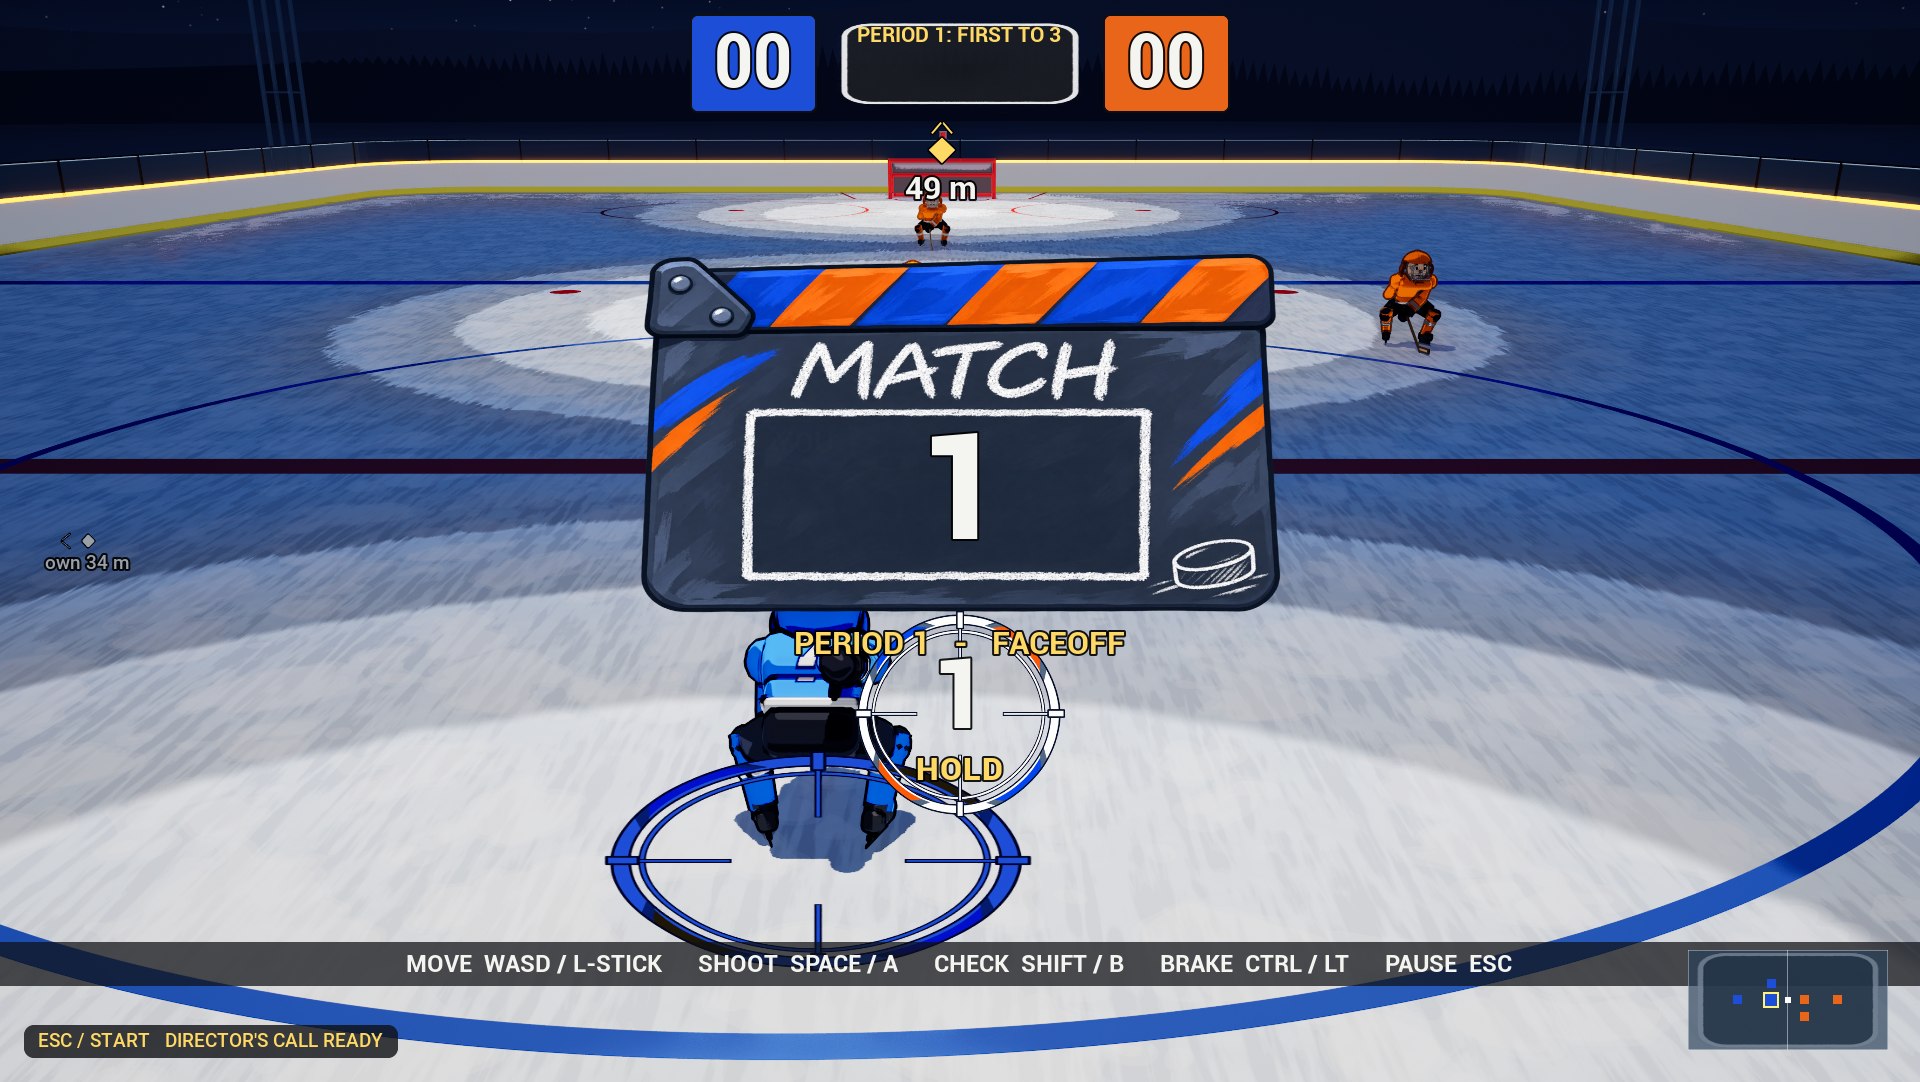 00
PERIOD 1: FIRST TO 3
00
49 m
MATCH
1
own 34 m
PERIOD 1 - FACEOFF
1
HOLD
MOVE WASD / L-STICK SHOOT SPACE / A CHECK SHIFT / B BRAKE CTRL / LT PAUSE ESC
ESC / START DIRECTOR'S CALL READY